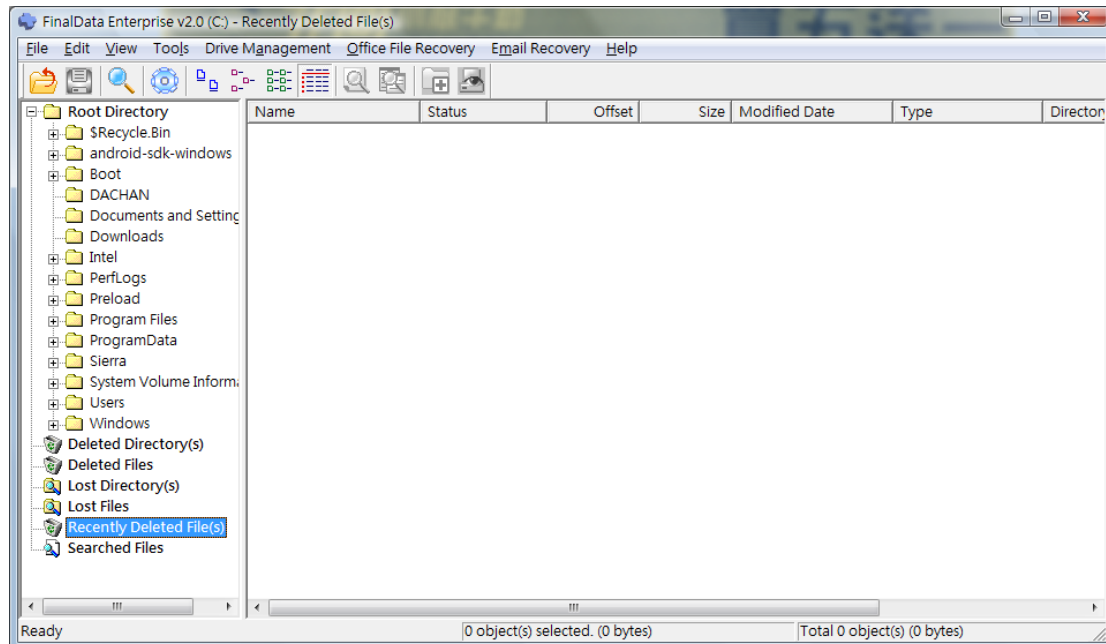 FinalData Enterprise v2.0 (C:) - Recently Deleted File(s)
File Edit View Tools Drive Management Office File Recovery Email Recovery Help
Name Status Offset Size Modified Date Type Directory
Root Directory
$Recycle.Bin
android-sdk-windows
Boot
DACHAN
Documents and Setting
Downloads
Intel
PerfLogs
Preload
Program Files
ProgramData
Sierra
System Volume Informa
Users
Windows
Deleted Directory(s)
Deleted Files
Lost Directory(s)
Lost Files
Recently Deleted File(s)
Searched Files
Ready 0 object(s) selected. (0 bytes) Total 0 object(s) (0 bytes)